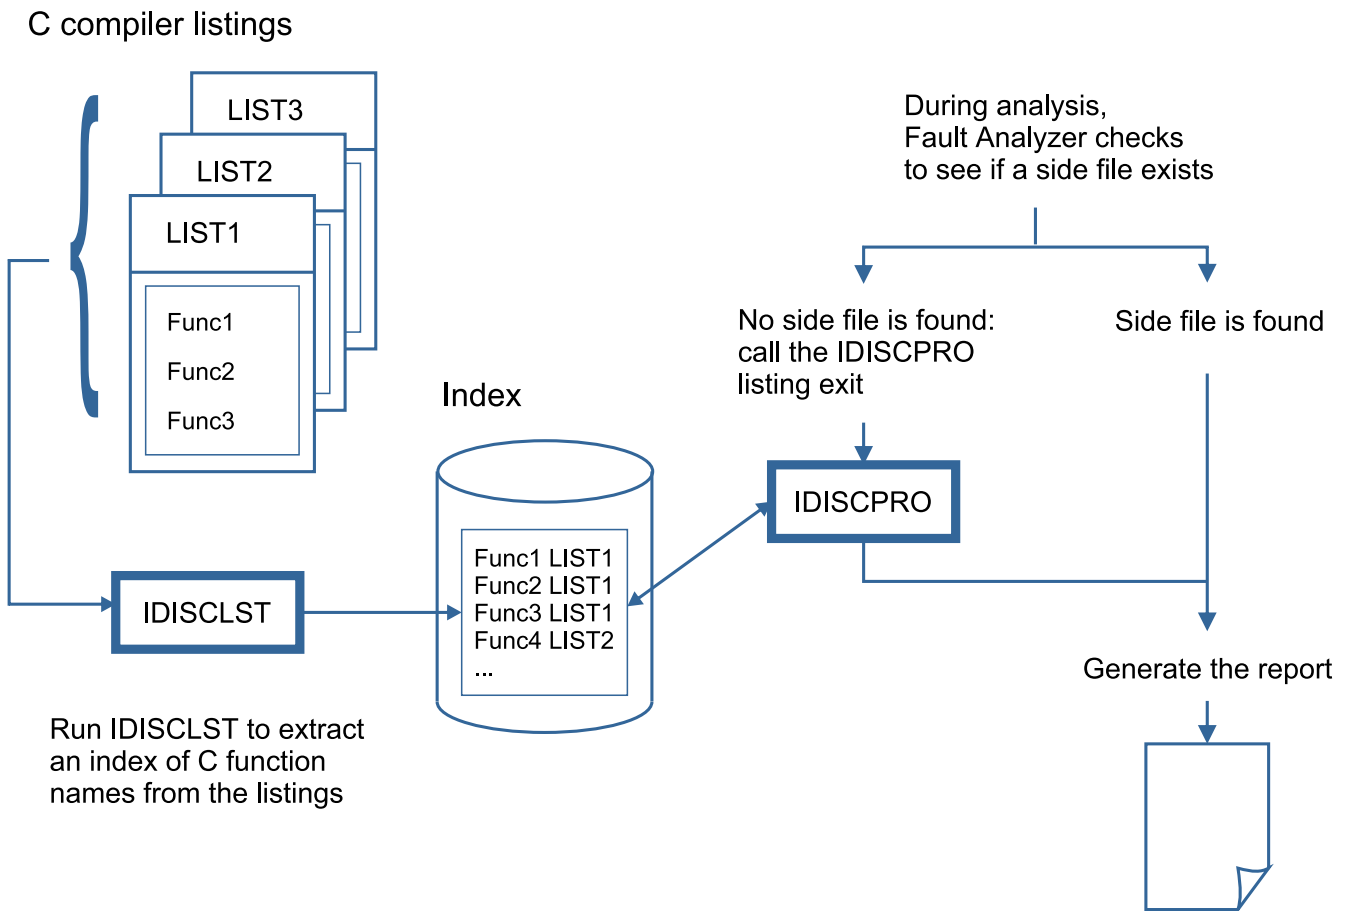 C compiler listings
LIST3
LIST2
LIST1
Func1
Func2
Func3
IDISCLST
Run IDISCLST to extract
an index of C function
names from the listings
Index
Func1 LIST1
Func2 LIST1
Func3 LIST1
Func4 LIST2
...
During analysis,
Fault Analyzer checks
to see if a side file exists
No side file is found:
call the IDISCPRO
listing exit
Side file is found
IDISCPRO
Generate the report